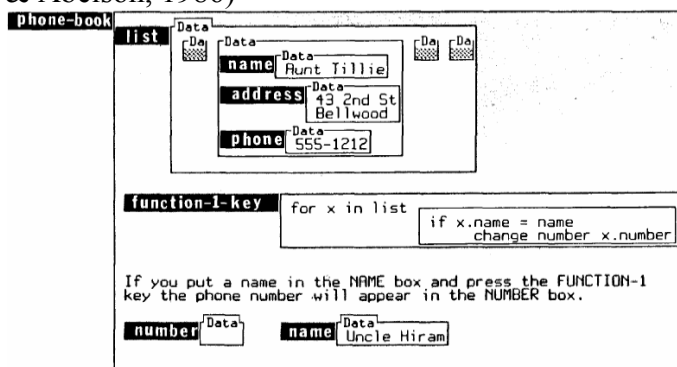 & Abelson, 1986)
phone-book
list
Data
Da
Data
Da
Da
name
Data
Aunt Tillie
address
Data
43 2nd St
Bellwood
phone
Data
555-1212
function-1-key
for x in list
if x.name = name
change number x.number
If you put a name in the NAME box and press the FUNCTION-1
key the phone number will appear in the NUMBER box.
number
Data
name
Data
Uncle Hiram